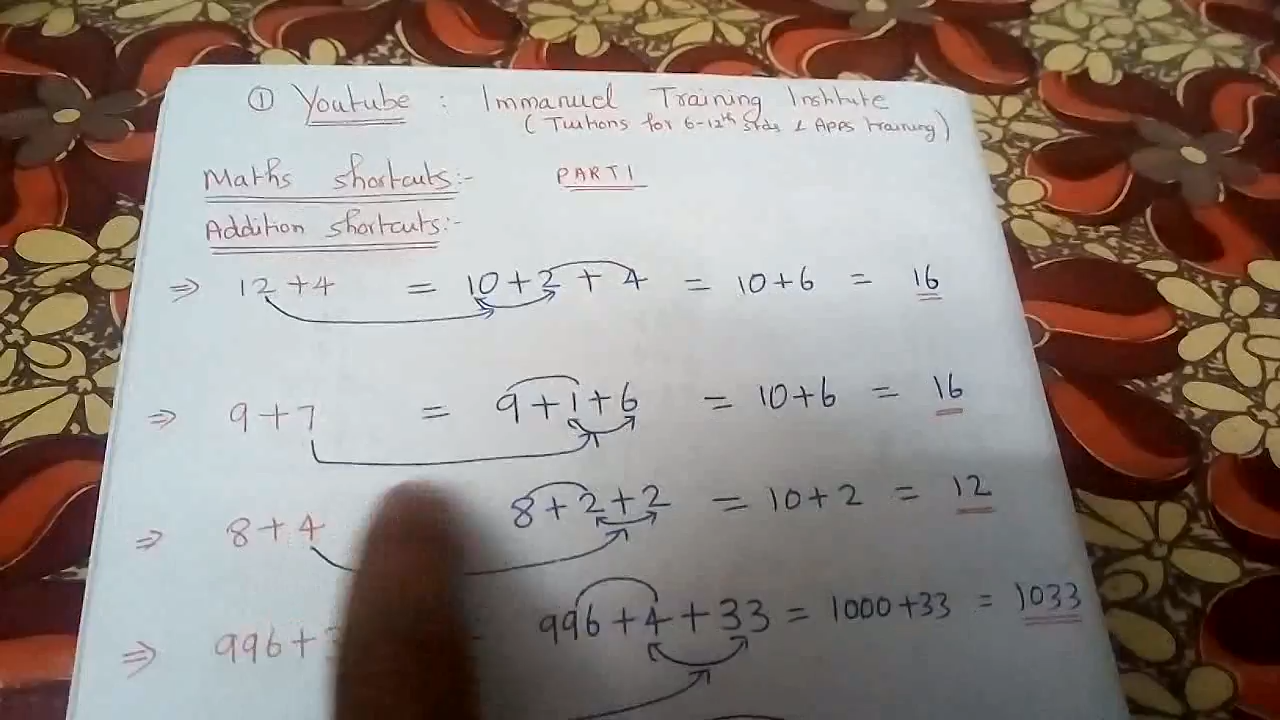 ① Youtube : Immanuel Training Institute
(Tuitions for 6-12th Stds & Apps training)
Maths shortcuts:- PART 1
Addition shortcuts:-
⇒ 12 + 4 = 10 + 2 + 4 = 10 + 6 = 16
⇒ 9 + 7 = 9 + 1 + 6 = 10 + 6 = 16
⇒ 8 + 4 8 + 2 + 2 = 10 + 2 = 12
⇒ 996 + 996 + 4 + 33 = 1000 + 33 = 1033